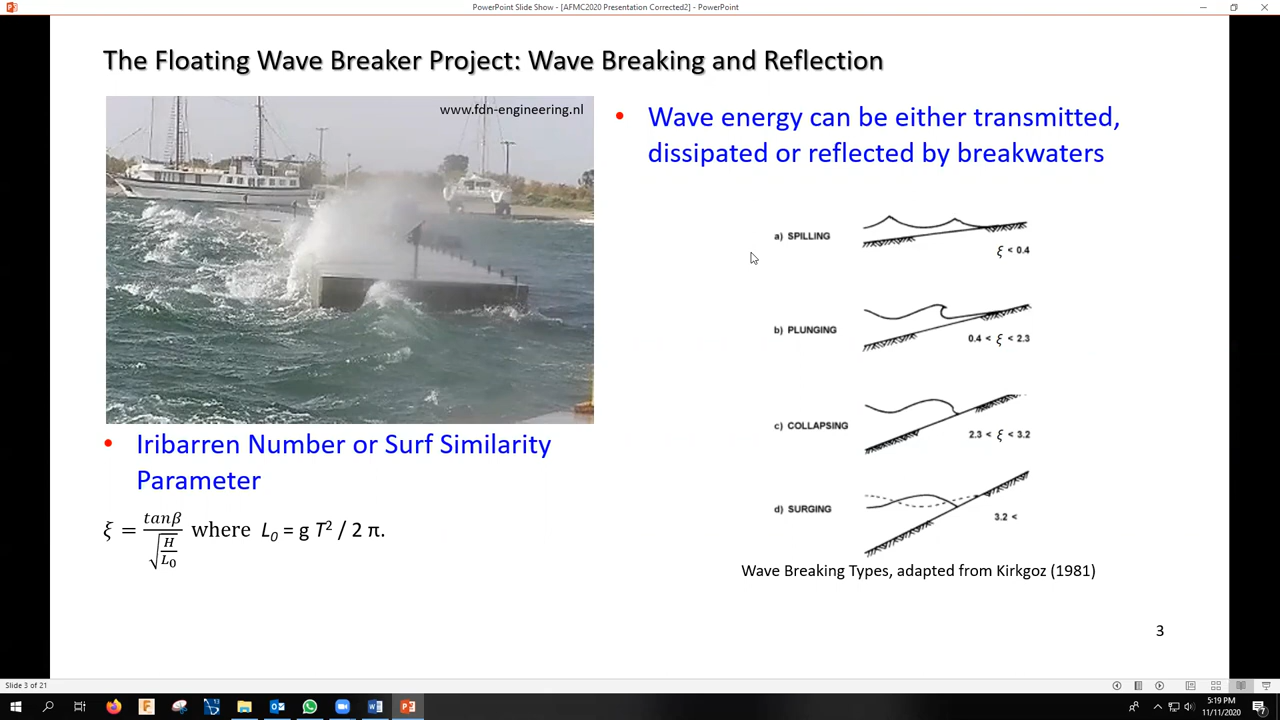 PowerPoint Slide Show - [AFMC2020 Presentation Corrected2] - PowerPoint
The Floating Wave Breaker Project: Wave Breaking and Reflection
www.fdn-engineering.nl
• Wave energy can be either transmitted,
dissipated or reflected by breakwaters
a) SPILLING
ξ < 0.4
b) PLUNGING
0.4 < ξ < 2.3
c) COLLAPSING
2.3 < ξ < 3.2
d) SURGING
3.2 <
Wave Breaking Types, adapted from Kirkgoz (1981)
• Iribarren Number or Surf Similarity
Parameter
ξ = tanβ / √(H/L₀) where L₀ = g T² / 2 π.
3
Slide 3 of 21
5:19 PM
11/11/2020
7